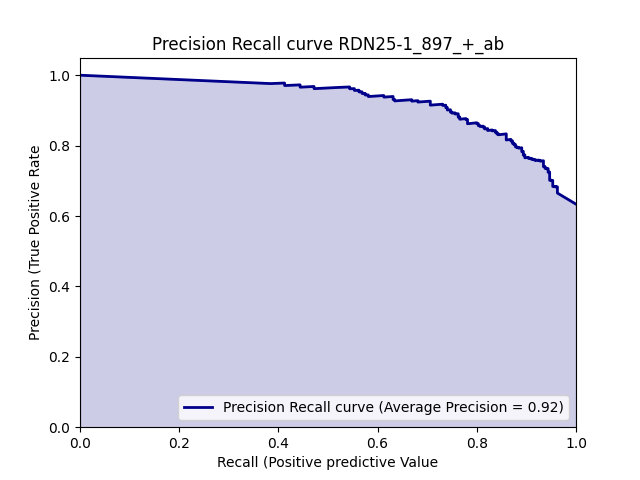 Precision Recall curve RDN25-1_897_+_ab
Precision (True Positive Rate
1.0
0.8
0.6
0.4
0.2
0.0
0.0 0.2 0.4 0.6 0.8 1.0
Recall (Positive predictive Value
Precision Recall curve (Average Precision = 0.92)